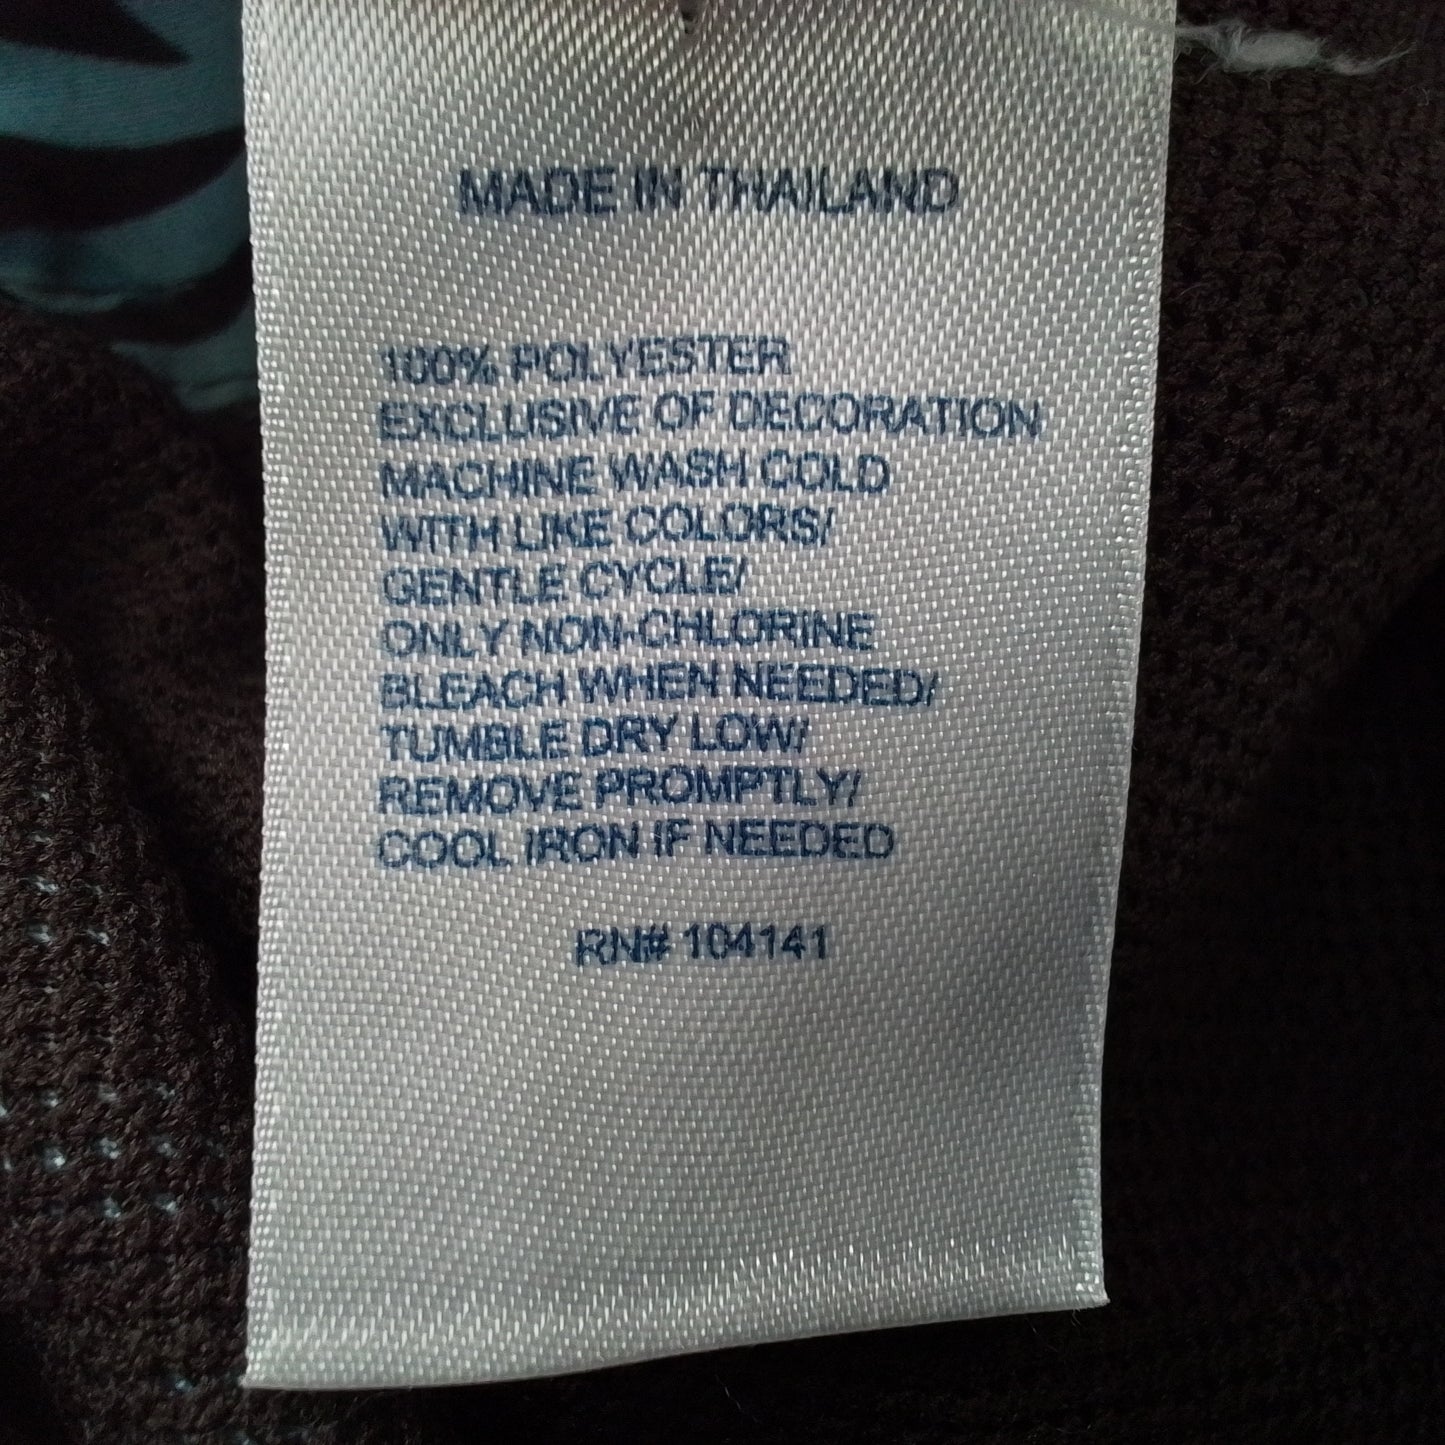 MADE IN THAILAND
100% POLYESTER
EXCLUSIVE OF DECORATION
MACHINE WASH COLD
WITH LIKE COLORS/
GENTLE CYCLE/
ONLY NON-CHLORINE
BLEACH WHEN NEEDED/
TUMBLE DRY LOW/
REMOVE PROMPTLY/
COOL IRON IF NEEDED
RN# 104141